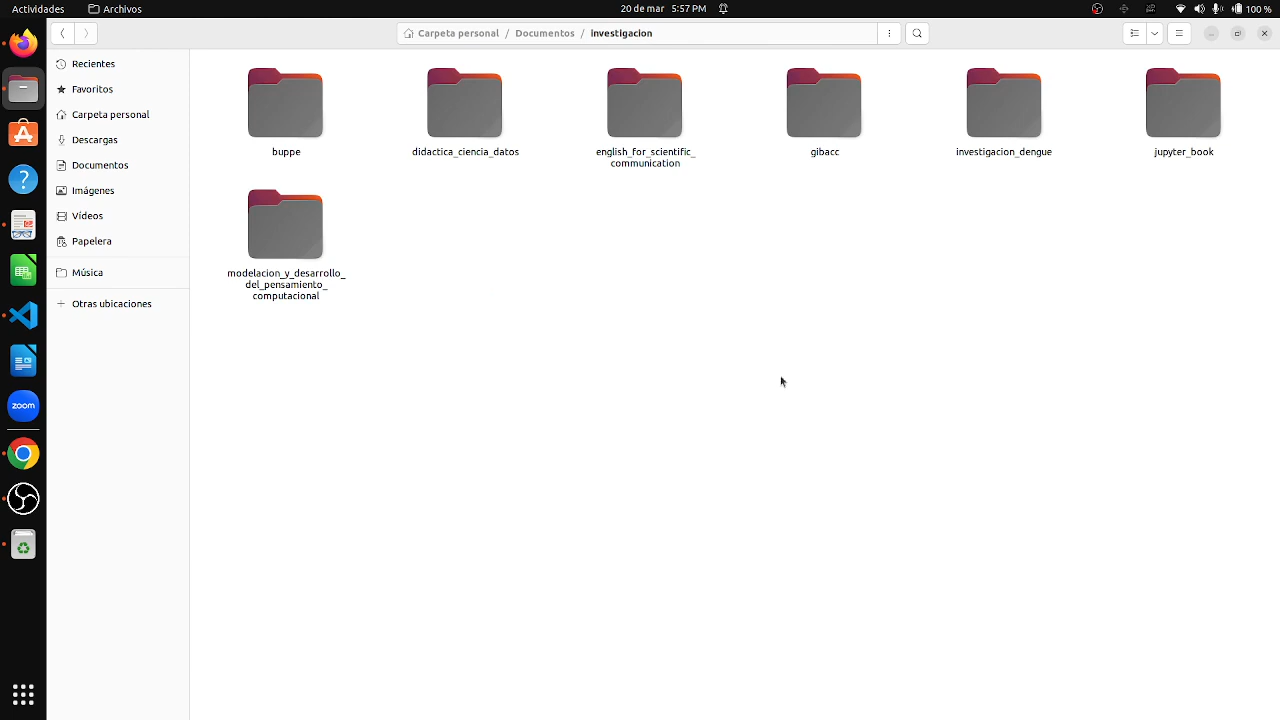 Actividades
Archivos
20 de mar 5:57 PM
100 %
Carpeta personal / Documentos / investigacion
Recientes
Favoritos
Carpeta personal
Descargas
Documentos
Imágenes
Vídeos
Papelera
Música
+ Otras ubicaciones
buppe
didactica_ciencia_datos
english_for_scientific_
communication
gibacc
investigacion_dengue
jupyter_book
modelacion_y_desarrollo_
del_pensamiento_
computacional
zoom